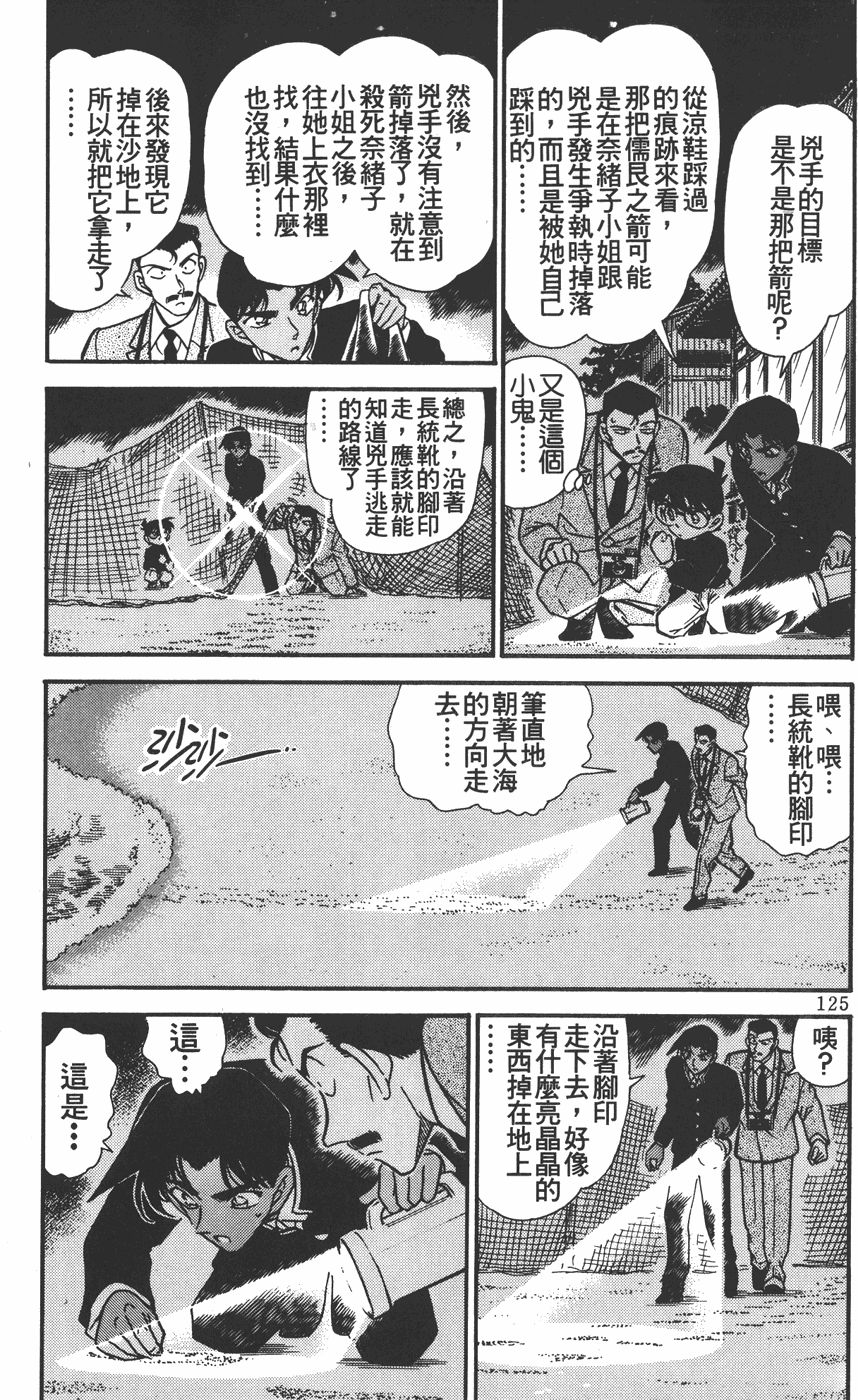 兇手的目標
是不是那把箭呢？
從涼鞋踩過
的痕跡來看，
那把儒艮之箭可能
是在奈緒子小姐跟
兇手發生爭執時掉落
的，而且是被她自己
踩到的……
又是這個
小鬼……
然後，
兇手沒有注意到
箭掉落了，就在
殺死奈緒子
小姐之後，
往她上衣那裡
找，結果什麼
也沒找到……
後來發現它
掉在沙地上，
所以就把它拿走了
……
總之，沿著
長統靴的腳印
走，應該就能
知道兇手逃走
的路線了
……
喂、喂…
長統靴的腳印
……
筆直地
朝著大海
的方向走
去……
沙沙
125
咦？
沿著腳印
走下去，好像
有什麼亮晶晶的
東西掉在地上
……
這…
這是…